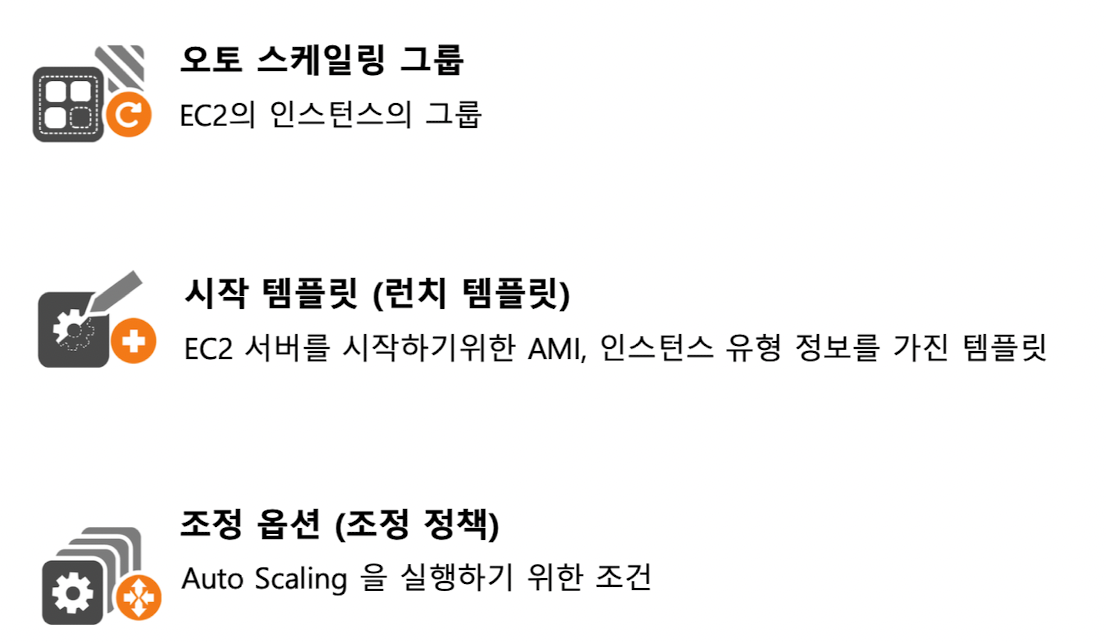 오토 스케일링 그룹
EC2의 인스턴스의 그룹
시작 템플릿 (런치 템플릿)
EC2 서버를 시작하기위한 AMI, 인스턴스 유형 정보를 가진 템플릿
조정 옵션 (조정 정책)
Auto Scaling 을 실행하기 위한 조건